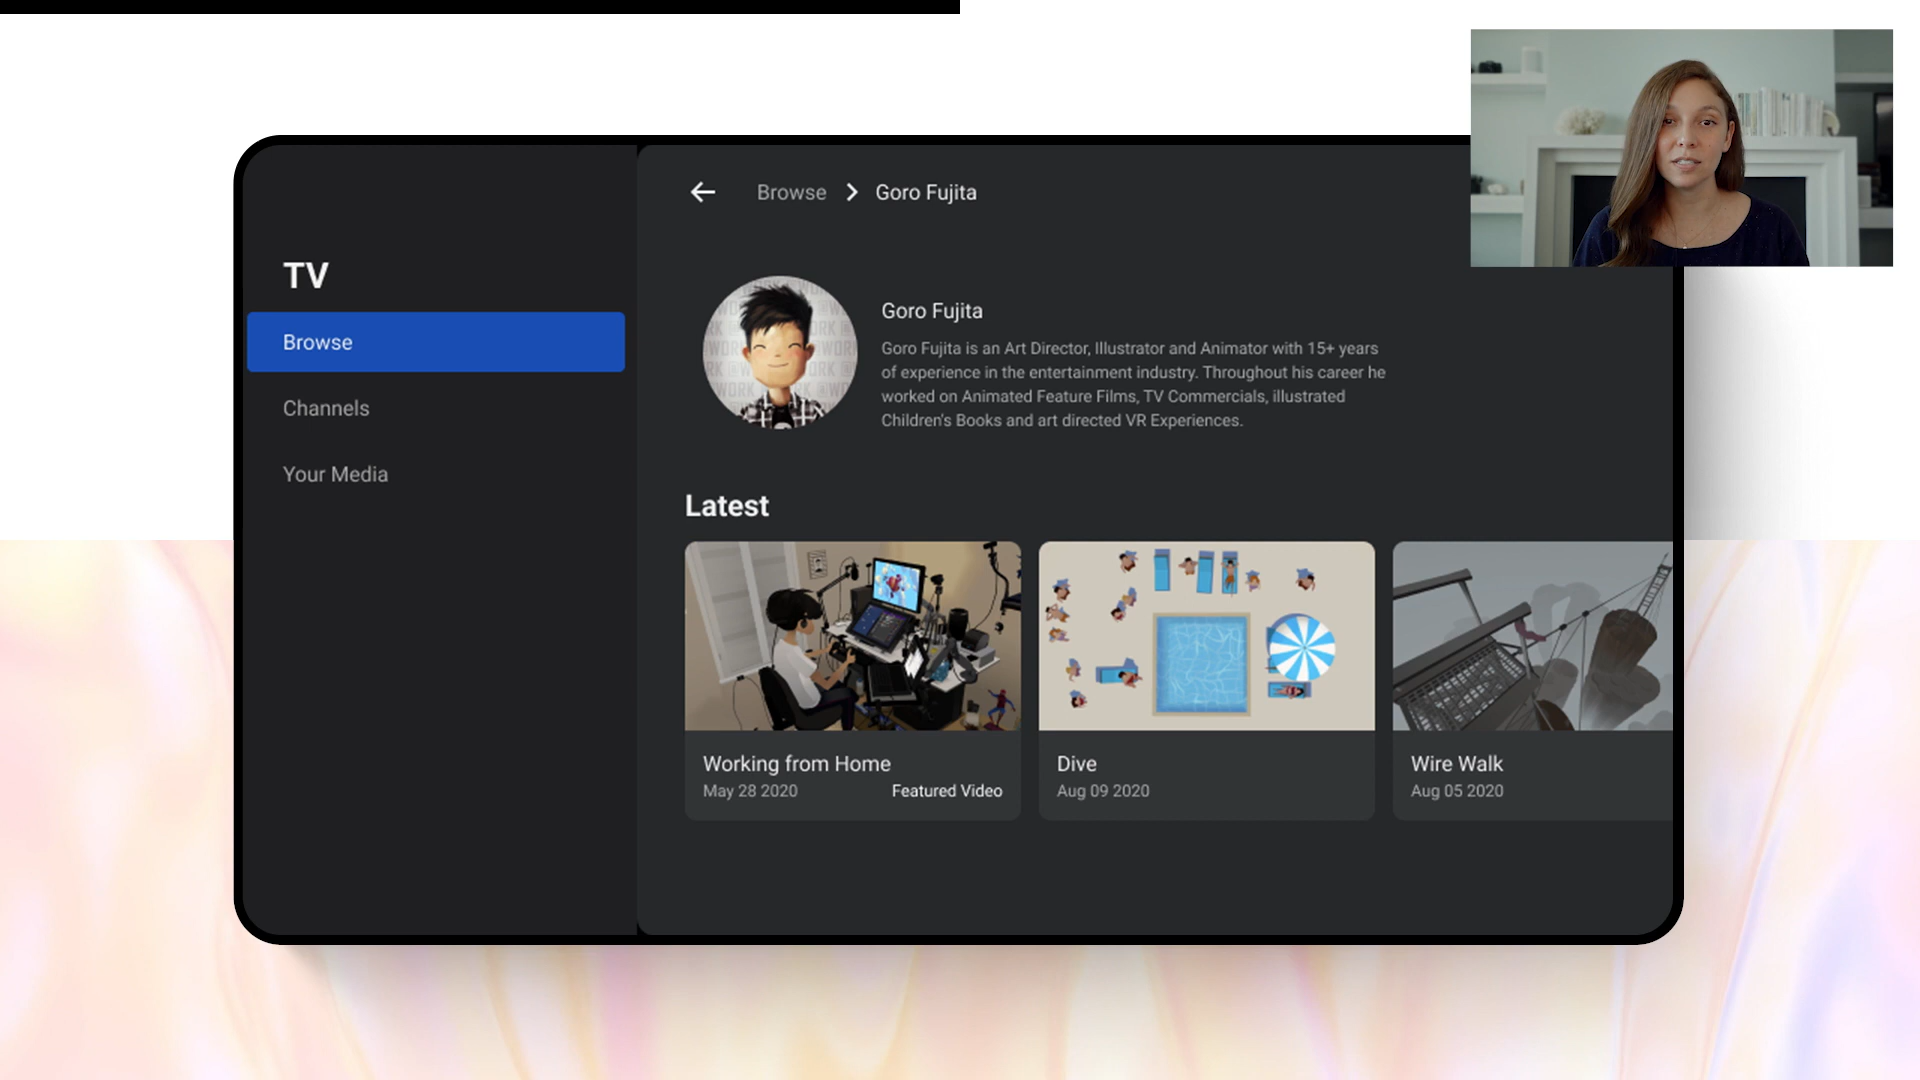 TV
Browse
Channels
Your Media
Browse > Goro Fujita
Goro Fujita
Goro Fujita is an Art Director, Illustrator and Animator with 15+ years
of experience in the entertainment industry. Throughout his career he
worked on Animated Feature Films, TV Commercials, illustrated
Children's Books and art directed VR Experiences.
Latest
Working from Home
May 28 2020 Featured Video
Dive
Aug 09 2020
Wire Walk
Aug 05 2020